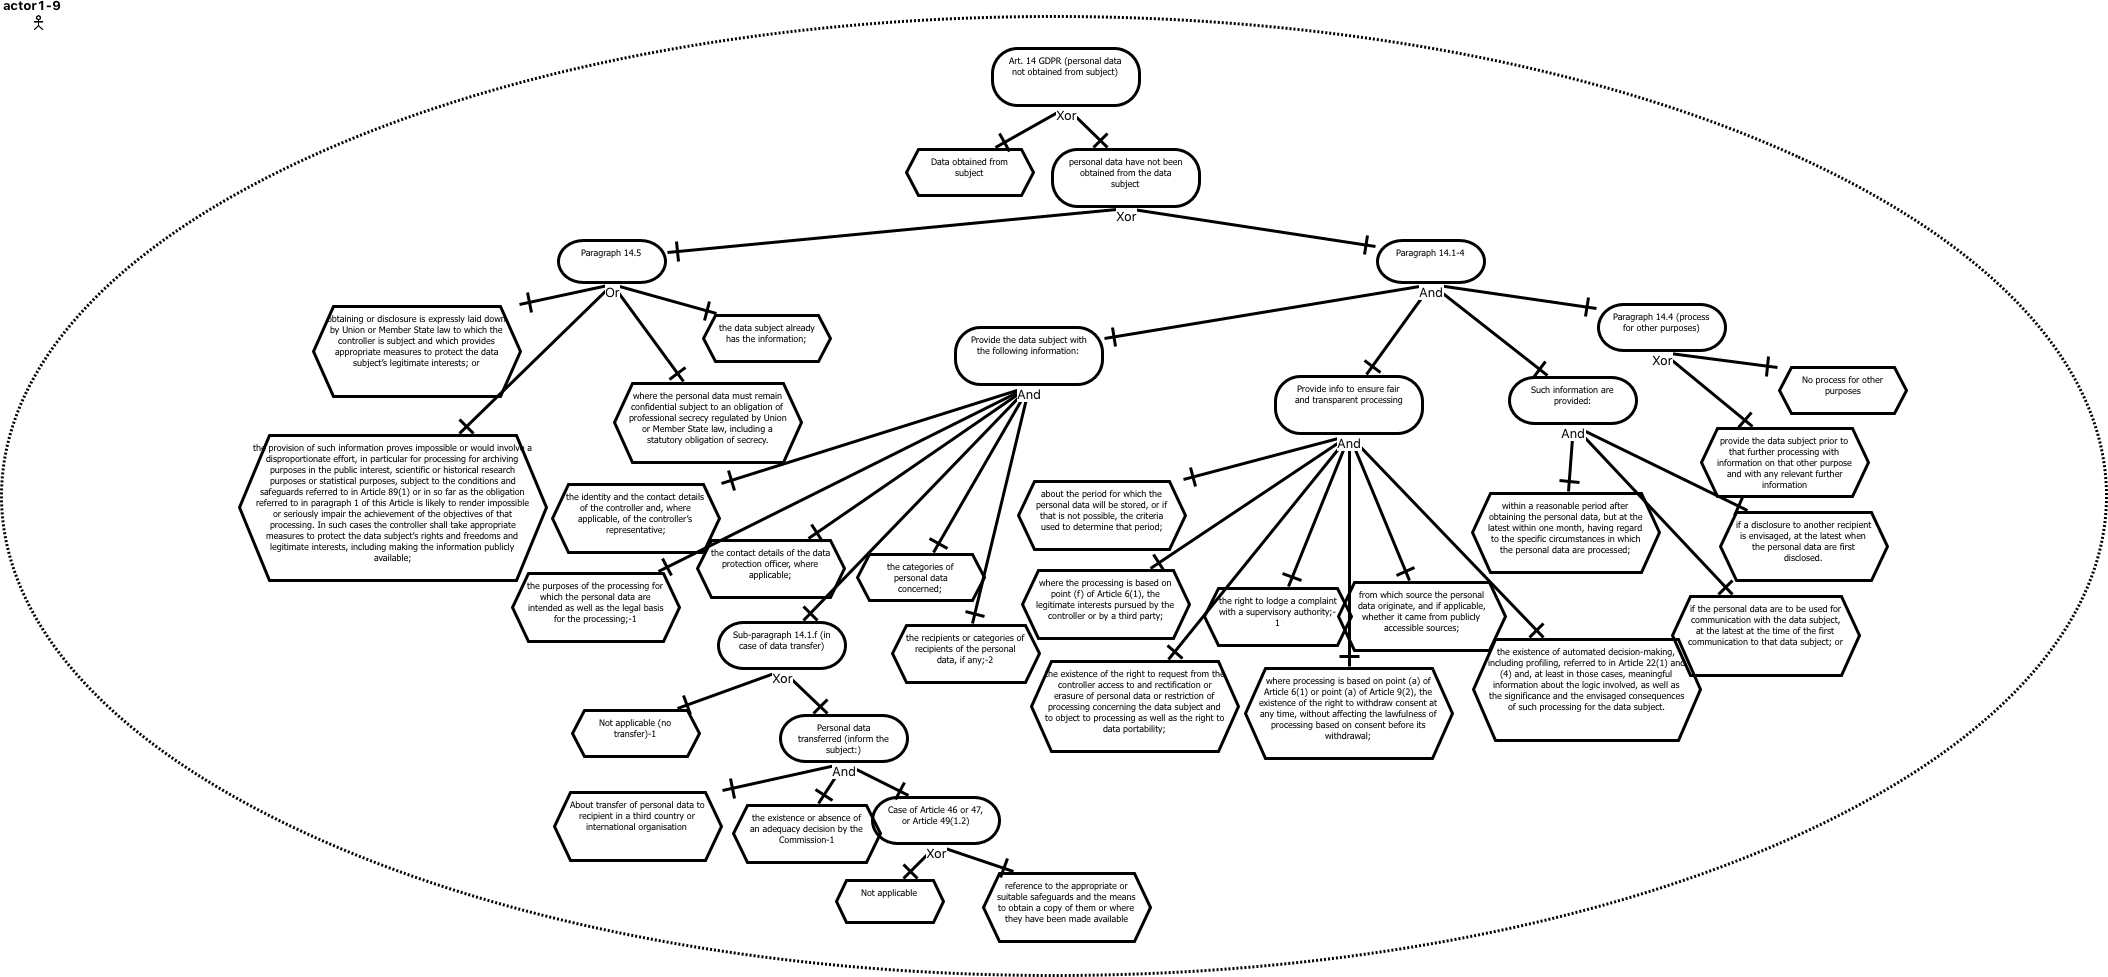 actor1-9
Art. 14 GDPR (personal data
not obtained from subject)
Xor
Data obtained from
subject
personal data have not been
obtained from the data
subject
Xor
Paragraph 14.5
Or
Paragraph 14.1-4
And
obtaining or disclosure is expressly laid down
by Union or Member State law to which the
controller is subject and which provides
appropriate measures to protect the data
subject's legitimate interests; or
the data subject already
has the information;
where the personal data must remain
confidential subject to an obligation of
professional secrecy regulated by Union
or Member State law, including a
statutory obligation of secrecy.
the provision of such information proves impossible or would involve a
disproportionate effort, in particular for processing for archiving
purposes in the public interest, scientific or historical research
purposes or statistical purposes, subject to the conditions and
safeguards referred to in Article 89(1) or in so far as the obligation
referred to in paragraph 1 of this Article is likely to render impossible
or seriously impair the achievement of the objectives of that
processing. In such cases the controller shall take appropriate
measures to protect the data subject's rights and freedoms and
legitimate interests, including making the information publicly
available;
Provide the data subject with
the following information:
And
Provide info to ensure fair
and transparent processing
And
Such information are
provided:
And
Paragraph 14.4 (process
for other purposes)
Xor
No process for other
purposes
provide the data subject prior to
that further processing with
information on that other purpose
and with any relevant further
information
the identity and the contact details
of the controller and, where
applicable, of the controller's
representative;
the purposes of the processing for
which the personal data are
intended as well as the legal basis
for the processing;-1
the contact details of the data
protection officer, where
applicable;
the categories of
personal data
concerned;
the recipients or categories of
recipients of the personal
data, if any;-2
Sub-paragraph 14.1.f (in
case of data transfer)
Xor
Not applicable (no
transfer)-1
Personal data
transferred (inform the
subject:)
And
About transfer of personal data to
recipient in a third country or
international organisation
the existence or absence of
an adequacy decision by the
Commission-1
Case of Article 46 or 47,
or Article 49(1.2)
Xor
Not applicable
reference to the appropriate or
suitable safeguards and the means
to obtain a copy of them or where
they have been made available
about the period for which the
personal data will be stored, or if
that is not possible, the criteria
used to determine that period;
where the processing is based on
point (f) of Article 6(1), the
legitimate interests pursued by the
controller or by a third party;
the existence of the right to request from the
controller access to and rectification or
erasure of personal data or restriction of
processing concerning the data subject and
to object to processing as well as the right to
data portability;
the right to lodge a complaint
with a supervisory authority;-
1
where processing is based on point (a) of
Article 6(1) or point (a) of Article 9(2), the
existence of the right to withdraw consent at
any time, without affecting the lawfulness of
processing based on consent before its
withdrawal;
from which source the personal
data originate, and if applicable,
whether it came from publicly
accessible sources;
the existence of automated decision-making,
including profiling, referred to in Article 22(1) and
(4) and, at least in those cases, meaningful
information about the logic involved, as well as
the significance and the envisaged consequences
of such processing for the data subject.
within a reasonable period after
obtaining the personal data, but at the
latest within one month, having regard
to the specific circumstances in which
the personal data are processed;
if a disclosure to another recipient
is envisaged, at the latest when
the personal data are first
disclosed.
if the personal data are to be used for
communication with the data subject,
at the latest at the time of the first
communication to that data subject; or